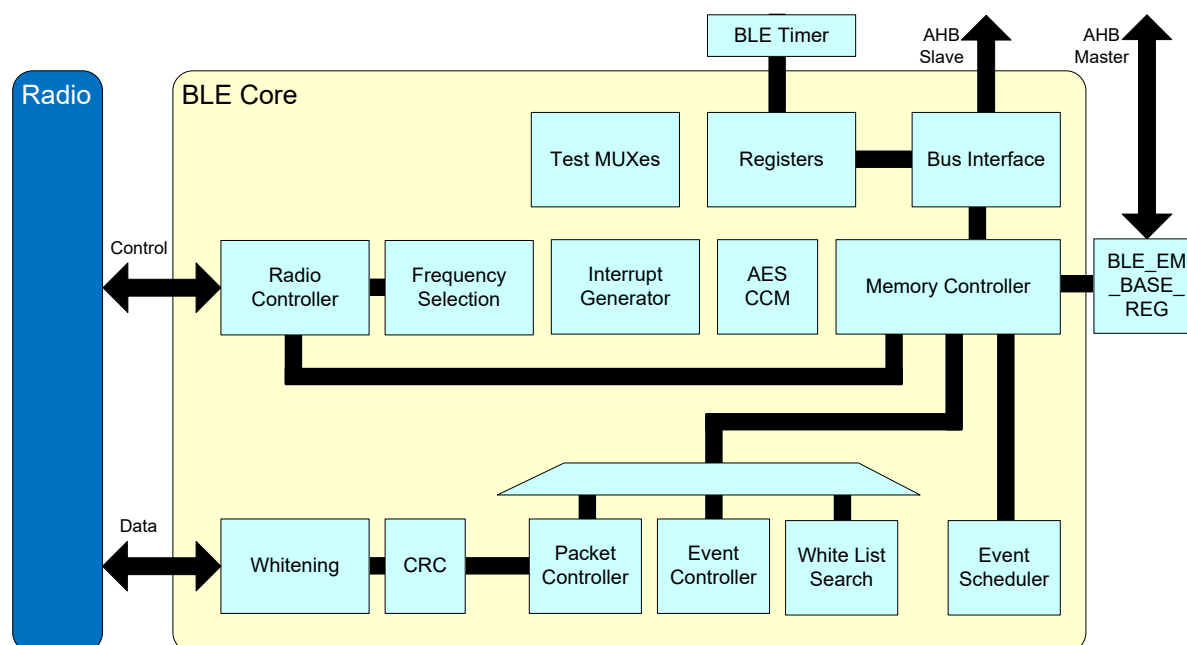 BLE Timer
AHB
Slave
AHB
Master
Radio
BLE Core
Test MUXes
Registers
Bus Interface
Control
Radio
Controller
Frequency
Selection
Interrupt
Generator
AES
CCM
Memory Controller
BLE_EM
_BASE_
REG
Data
Whitening
CRC
Packet
Controller
Event
Controller
White List
Search
Event
Scheduler